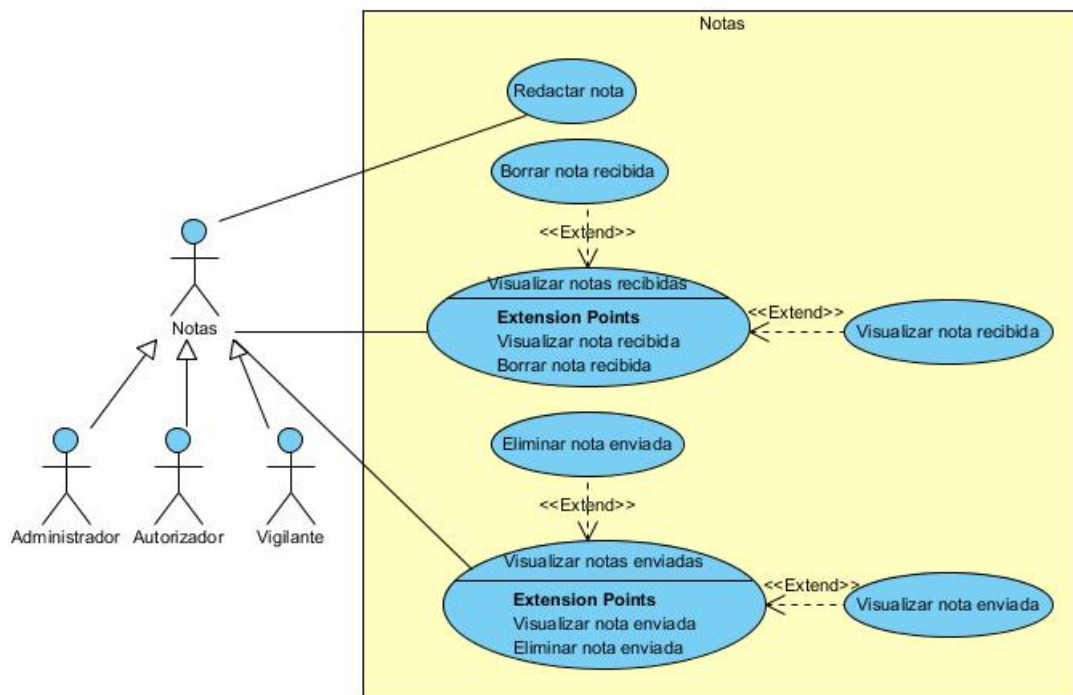 Notas
Redactar nota
Borrar nota recibida
<<Extend>>
Visualizar notas recibidas
Extension Points
Visualizar nota recibida
Borrar nota recibida
<<Extend>>
Visualizar nota recibida
Notas
Eliminar nota enviada
<<Extend>>
Administrador
Autorizador
Vigilante
Visualizar notas enviadas
Extension Points
Visualizar nota enviada
Eliminar nota enviada
<<Extend>>
Visualizar nota enviada